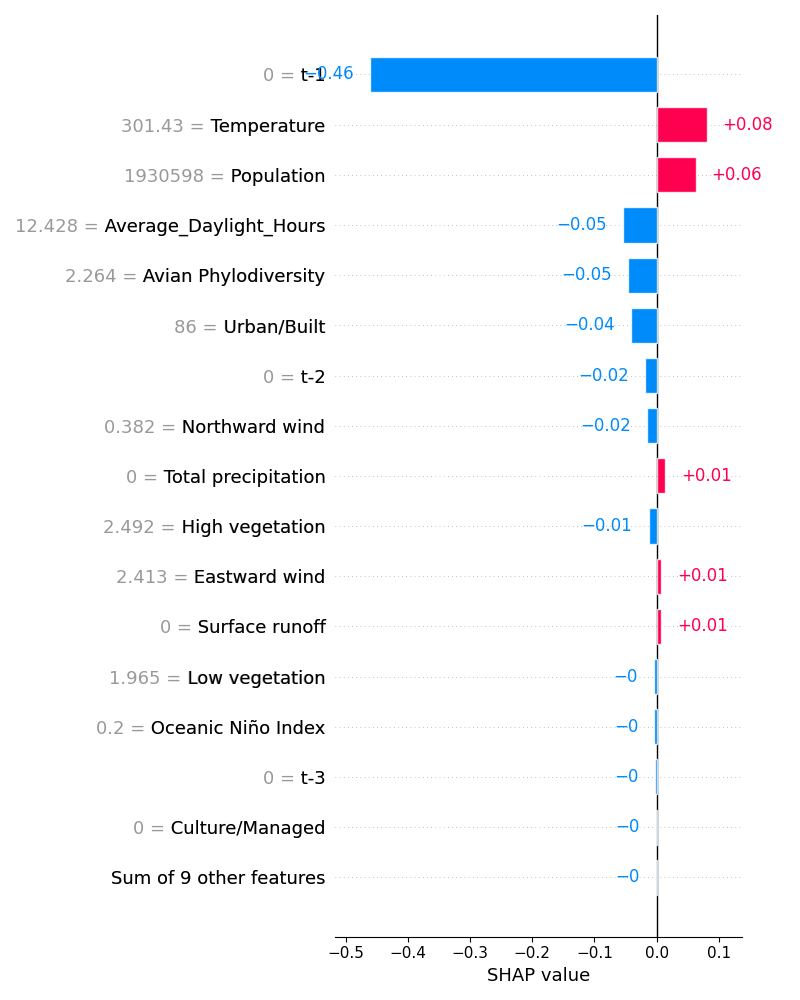 0 = t-1 −0.46
301.43 = Temperature +0.08
1930598 = Population +0.06
12.428 = Average_Daylight_Hours −0.05
2.264 = Avian Phylodiversity −0.05
86 = Urban/Built −0.04
0 = t-2 −0.02
0.382 = Northward wind −0.02
0 = Total precipitation +0.01
2.492 = High vegetation −0.01
2.413 = Eastward wind +0.01
0 = Surface runoff +0.01
1.965 = Low vegetation −0
0.2 = Oceanic Niño Index −0
0 = t-3 −0
0 = Culture/Managed −0
Sum of 9 other features −0
−0.5 −0.4 −0.3 −0.2 −0.1 0.0 0.1
SHAP value